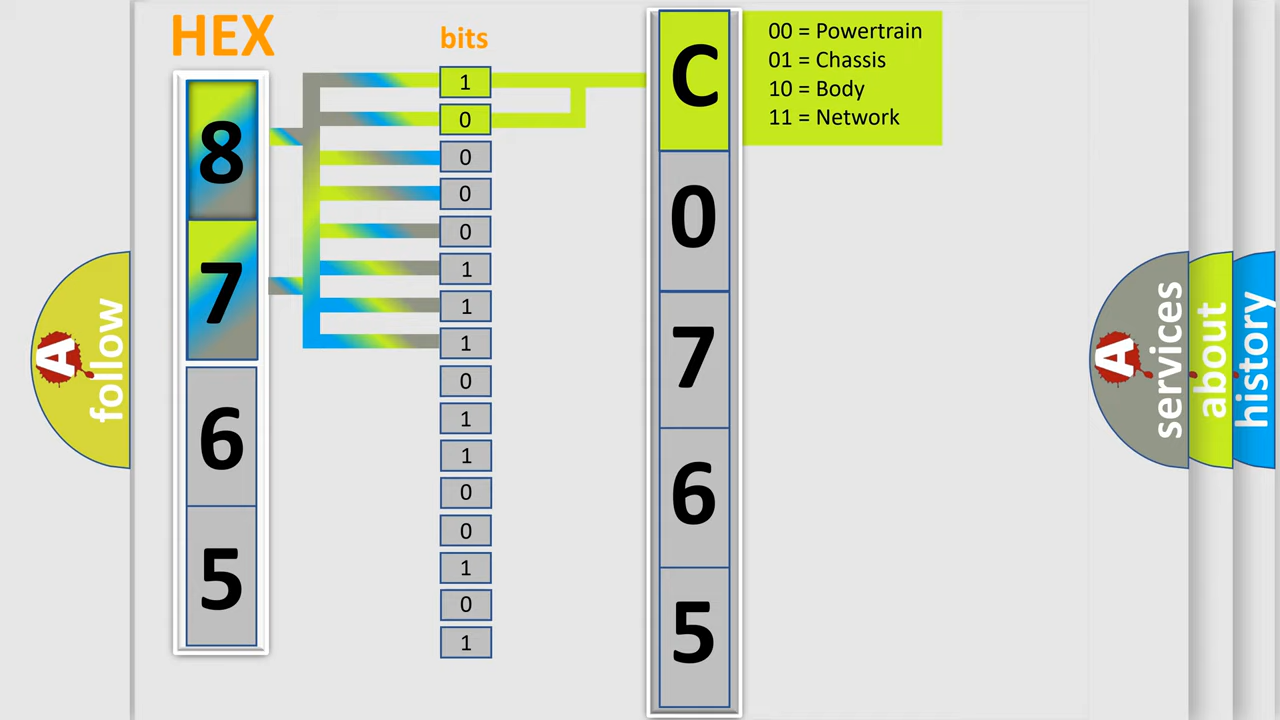 HEX
8
7
6
5
bits
1
0
0
0
0
1
1
1
0
1
1
0
0
1
0
1
C
0
7
6
5
00 = Powertrain
01 = Chassis
10 = Body
11 = Network
A
follow
A
services
about
history